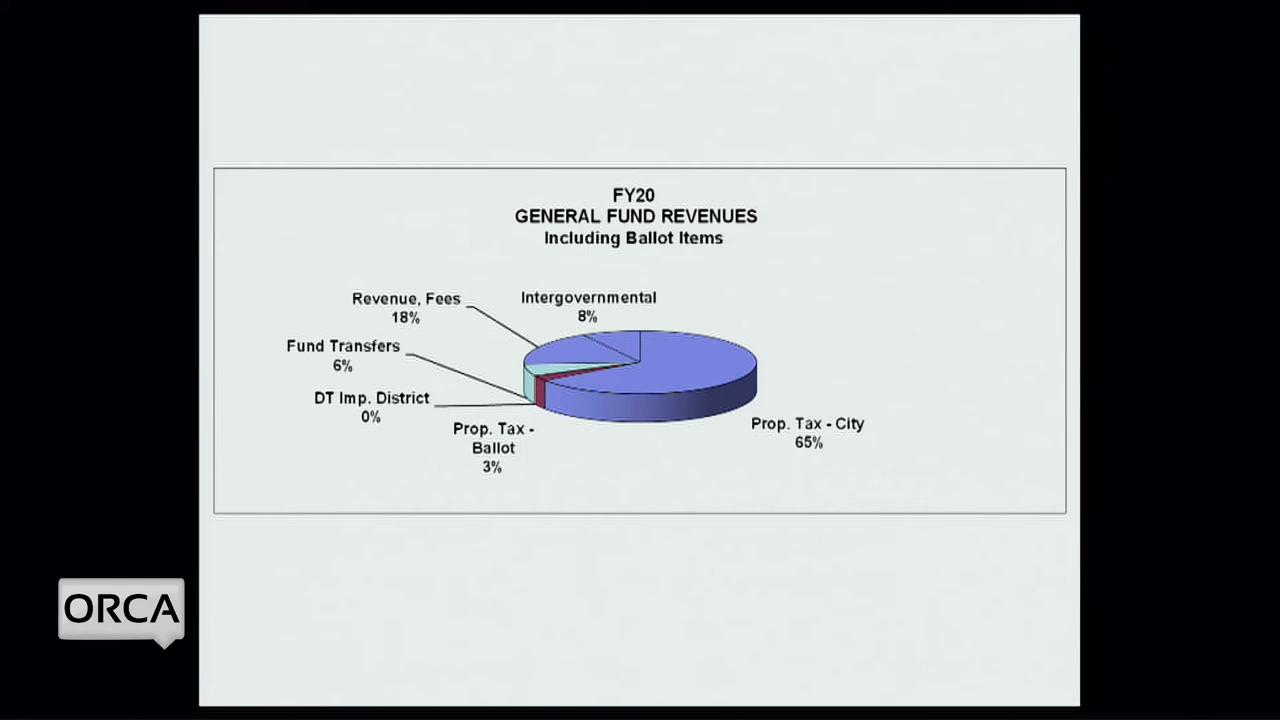 FY20
GENERAL FUND REVENUES
Including Ballot Items
Revenue, Fees
18%
Intergovernmental
8%
Fund Transfers
6%
DT Imp. District
0%
Prop. Tax -
Ballot
3%
Prop. Tax - City
65%
ORCA